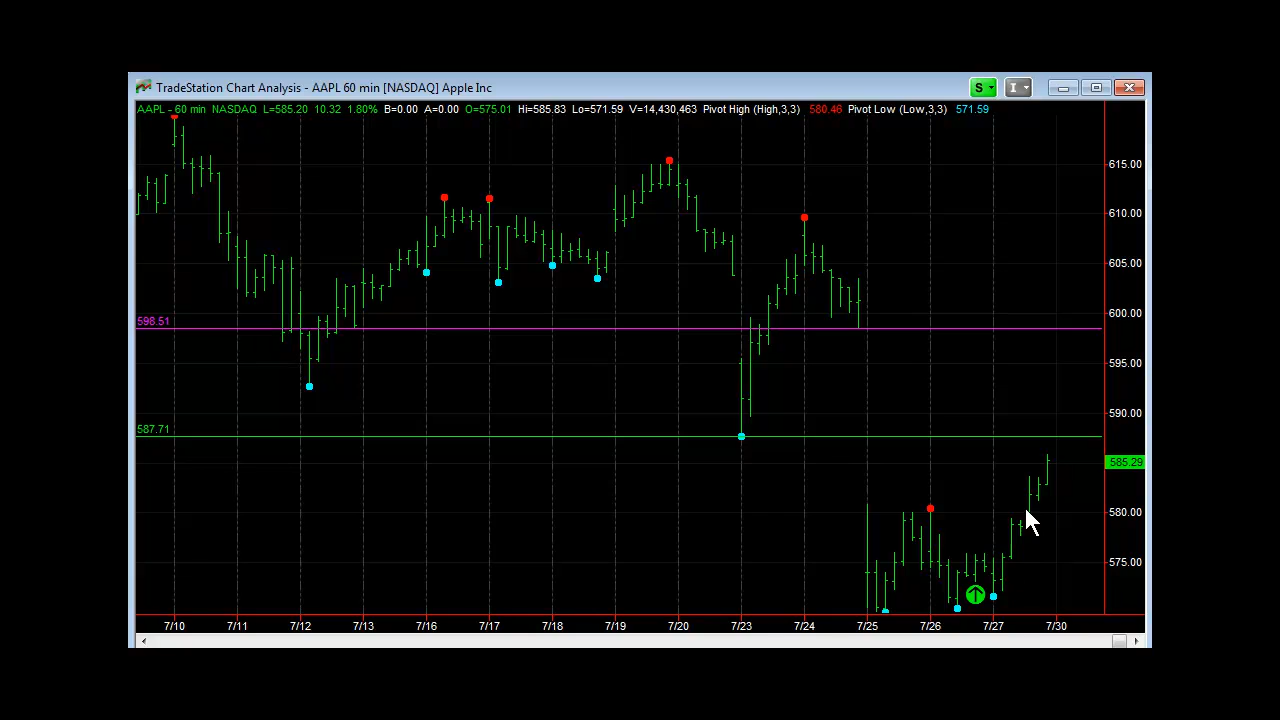 TradeStation Chart Analysis - AAPL 60 min [NASDAQ] Apple Inc
S
I
AAPL - 60 min NASDAQ L=585.20 10.32 1.80% B=0.00 A=0.00 O=575.01 Hi=585.83 Lo=571.59 V=14,430,463 Pivot High (High,3,3) 580.46 Pivot Low (Low,3,3) 571.59
615.00
610.00
605.00
600.00
598.51
595.00
590.00
587.71
585.29
580.00
575.00
7/10 7/11 7/12 7/13 7/16 7/17 7/18 7/19 7/20 7/23 7/24 7/25 7/26 7/27 7/30